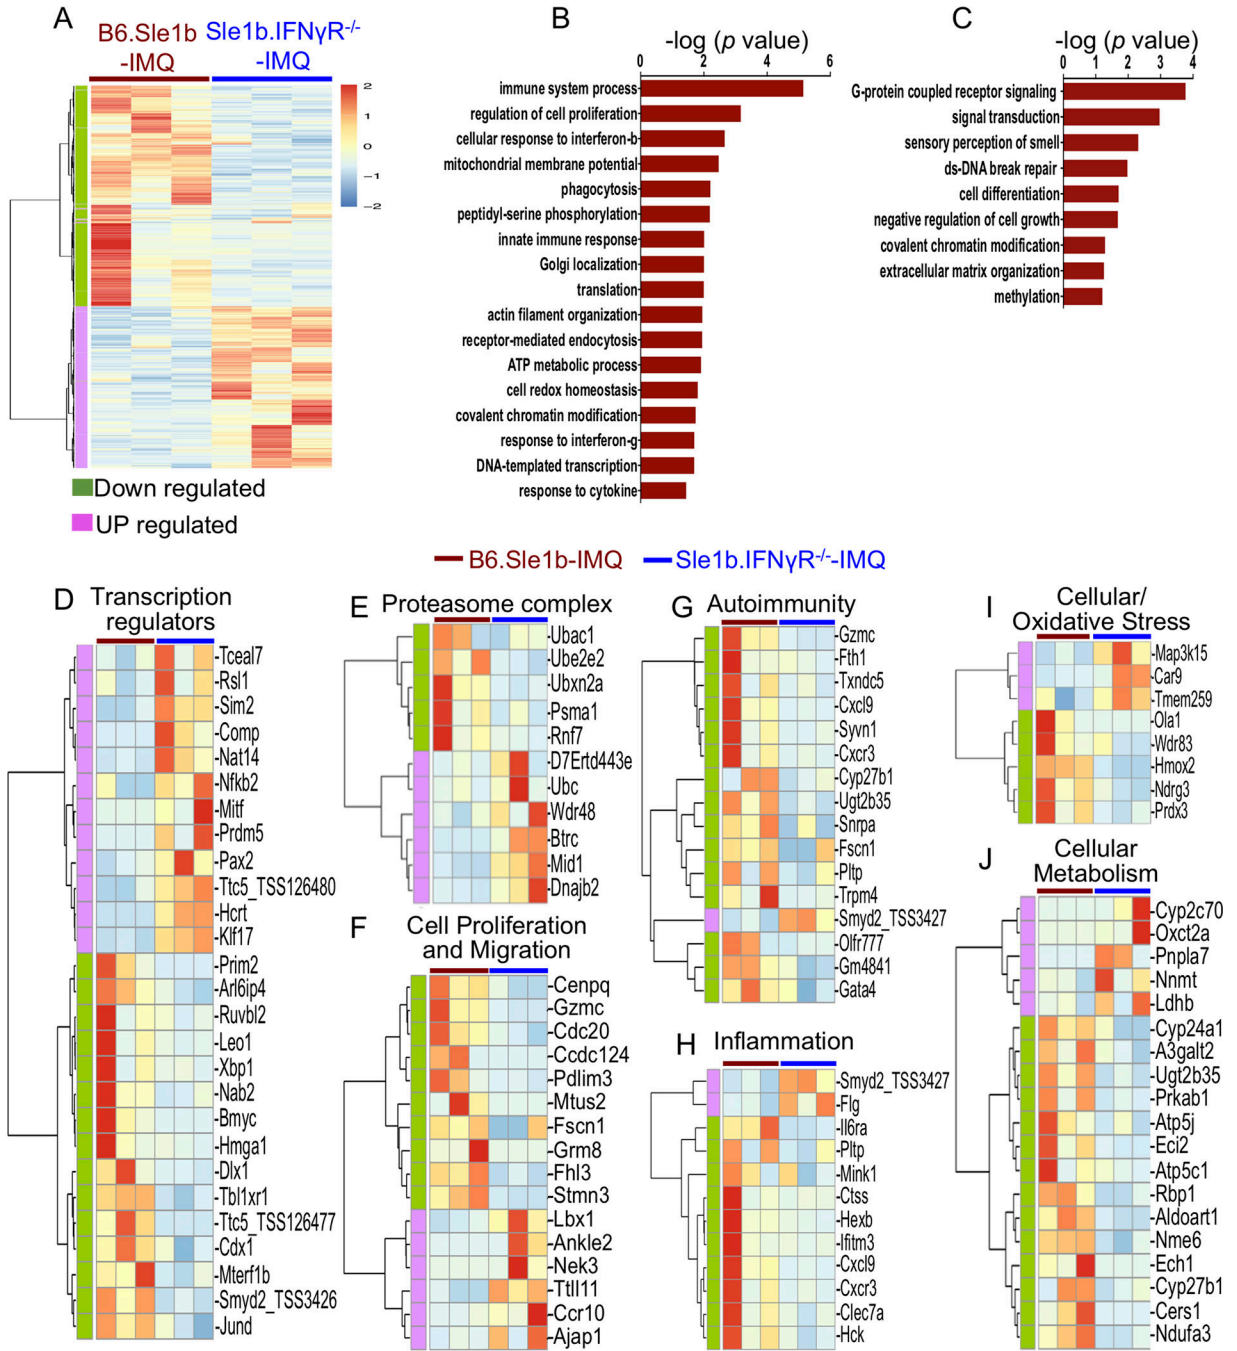 A
B6.Sle1b Sle1b.IFNγR-/-
-IMQ -IMQ
2
1
0
−1
−2
Down regulated
UP regulated
B
-log (p value)
0 2 4 6
immune system process
regulation of cell proliferation
cellular response to interferon-b
mitochondrial membrane potential
phagocytosis
peptidyl-serine phosphorylation
innate immune response
Golgi localization
translation
actin filament organization
receptor-mediated endocytosis
ATP metabolic process
cell redox homeostasis
covalent chromatin modification
response to interferon-g
DNA-templated transcription
response to cytokine
C
-log (p value)
0 1 2 3 4
G-protein coupled receptor signaling
signal transduction
sensory perception of smell
ds-DNA break repair
cell differentiation
negative regulation of cell growth
covalent chromatin modification
extracellular matrix organization
methylation
B6.Sle1b-IMQ Sle1b.IFNγR-/--IMQ
D
Transcription
regulators
Tceal7
Rsl1
Sim2
Comp
Nat14
Nfkb2
Mitf
Prdm5
Pax2
Ttc5_TSS126480
Hcrt
Klf17
Prim2
Arl6ip4
Ruvbl2
Leo1
Xbp1
Nab2
Bmyc
Hmga1
Dlx1
Tbl1xr1
Ttc5_TSS126477
Cdx1
Mterf1b
Smyd2_TSS3426
Jund
E
Proteasome complex
Ubac1
Ube2e2
Ubxn2a
Psma1
Rnf7
D7Ertd443e
Ubc
Wdr48
Btrc
Mid1
Dnajb2
F
Cell Proliferation
and Migration
Cenpq
Gzmc
Cdc20
Ccdc124
Pdlim3
Mtus2
Fscn1
Grm8
Fhl3
Stmn3
Lbx1
Ankle2
Nek3
Ttll11
Ccr10
Ajap1
G
Autoimmunity
Gzmc
Fth1
Txndc5
Cxcl9
Syvn1
Cxcr3
Cyp27b1
Ugt2b35
Snrpa
Fscn1
Pltp
Trpm4
Smyd2_TSS3427
Olfr777
Gm4841
Gata4
H
Inflammation
Smyd2_TSS3427
Flg
Il6ra
Pltp
Mink1
Ctss
Hexb
Ifitm3
Cxcl9
Cxcr3
Clec7a
Hck
I
Cellular/
Oxidative Stress
Map3k15
Car9
Tmem259
Ola1
Wdr83
Hmox2
Ndrg3
Prdx3
J
Cellular
Metabolism
Cyp2c70
Oxct2a
Pnpla7
Nnmt
Ldhb
Cyp24a1
A3galt2
Ugt2b35
Prkab1
Atp5j
Eci2
Atp5c1
Rbp1
Aldoart1
Nme6
Ech1
Cyp27b1
Cers1
Ndufa3